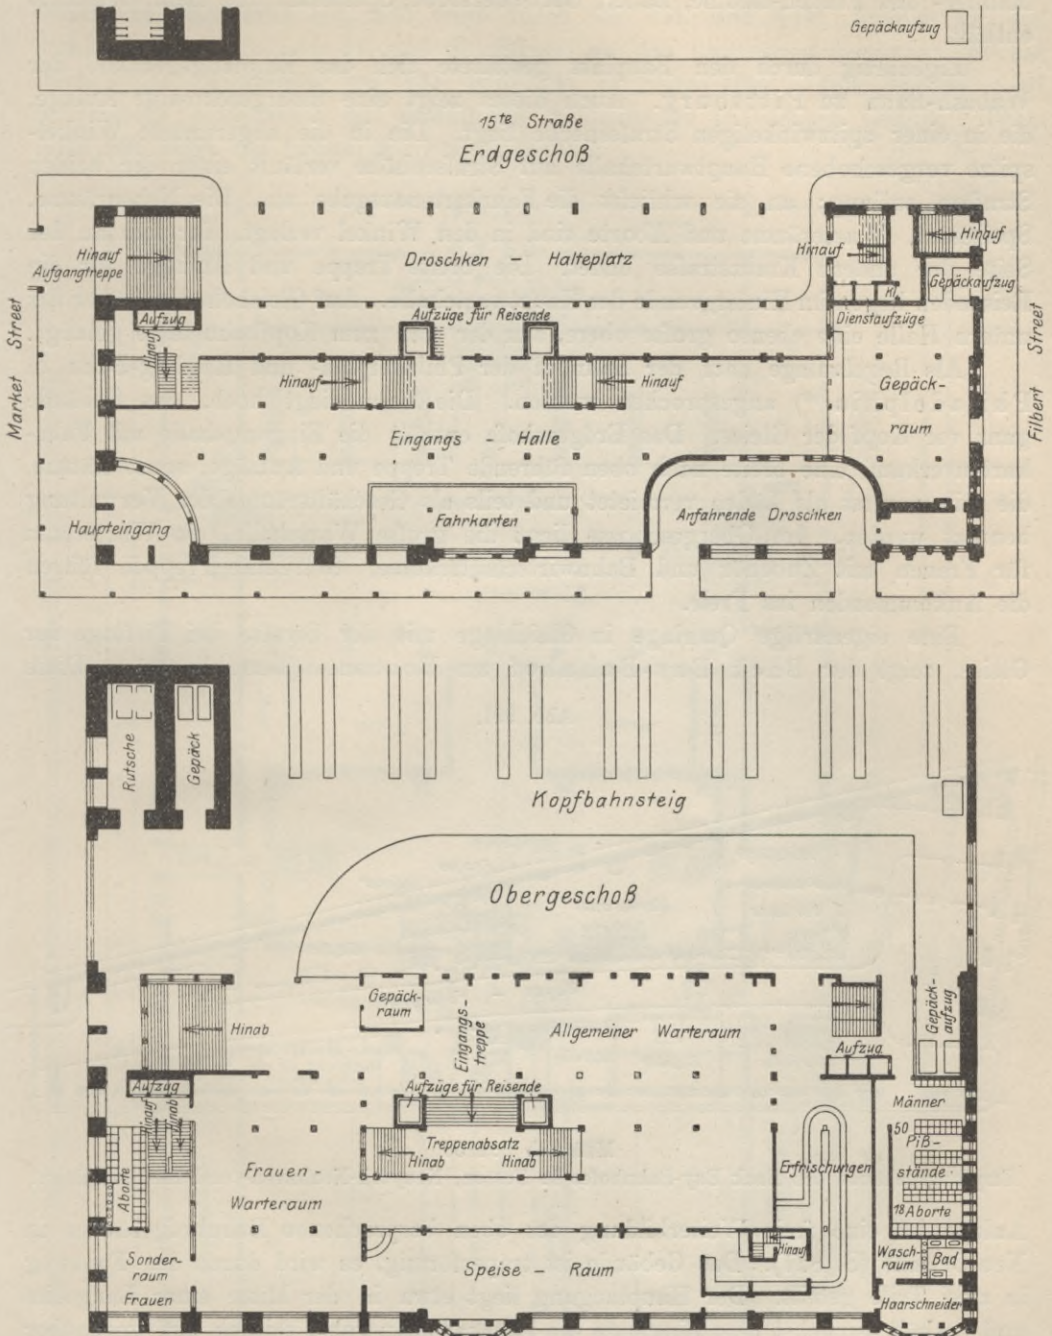 Gepäckaufzug
15te Straße
Erdgeschoß
Hinauf
Aufgangtreppe
Droschken – Halteplatz
Hinauf
Hinauf
Gepäckaufzug
Kl.
Aufzug
Aufzüge für Reisende
Dienstaufzüge
Hinauf
Market Street
Filbert Street
Hinauf
Hinauf
Gepäck-
raum
Eingangs - Halle
Haupteingang
Fahrkarten
Anfahrende Droschken
Rutsche
Gepäck
Kopfbahnsteig
Obergeschoß
Gepäck-
raum
Eingangs-
treppe
Allgemeiner Warteraum
Gepäck-
aufzug
Hinab
Aufzug
Aufzug
Aufzüge für Reisende
Hinauf
Hinab
Männer
50
Piß-
stände
18 Aborte
Treppenabsatz
Hinab
Hinab
Aborte
Frauen -
Warteraum
Erfrischungen
Hinauf
Sonder-
raum
Frauen
Speise – Raum
Wasch-
raum
Bad
Haarschneider